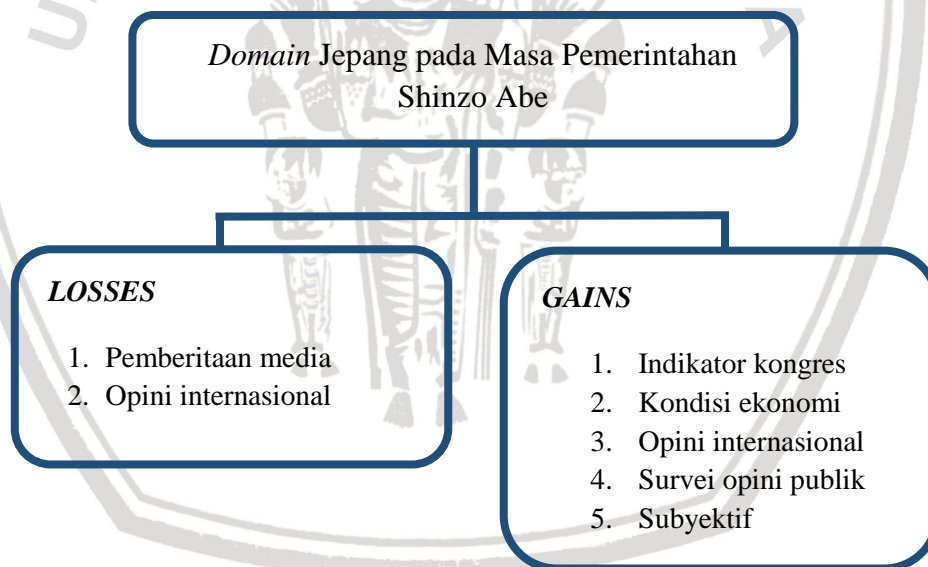 Domain Jepang pada Masa Pemerintahan
Shinzo Abe
LOSSES
1. Pemberitaan media
2. Opini internasional
GAINS
1. Indikator kongres
2. Kondisi ekonomi
3. Opini internasional
4. Survei opini publik
5. Subyektif